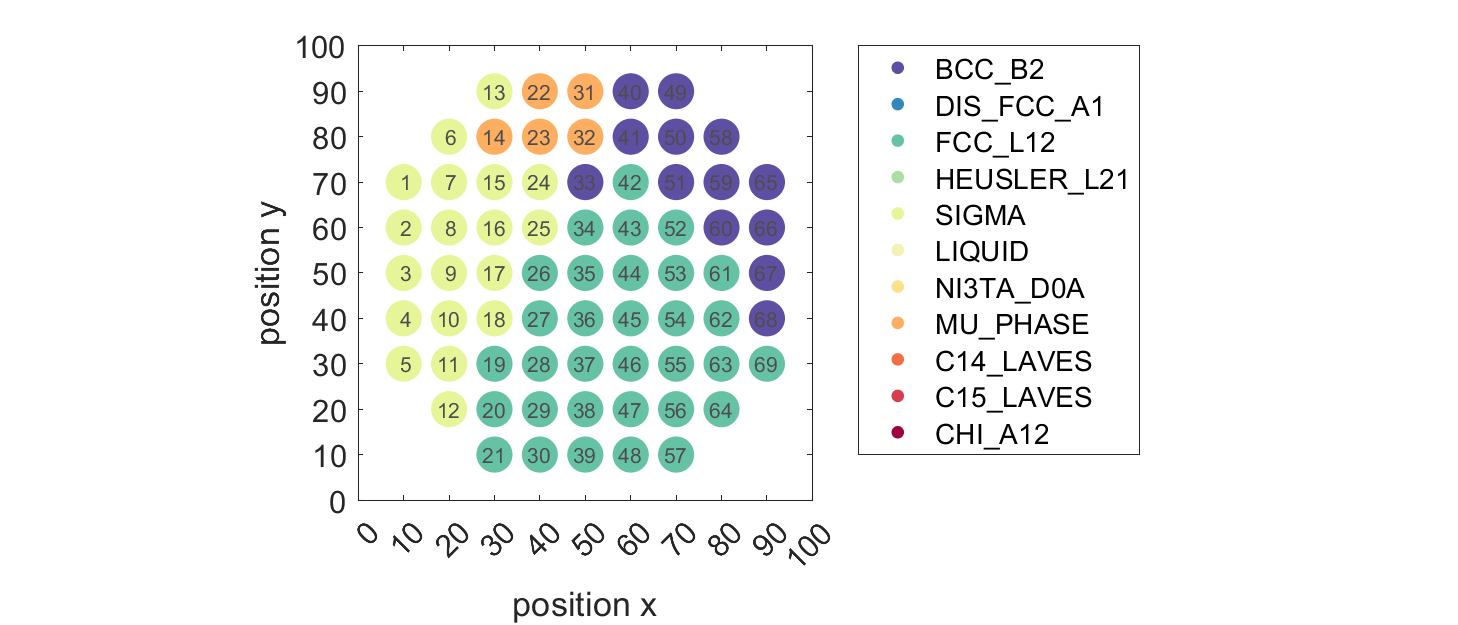 100
90 13 22 31 40 49
80 6 14 23 32 41 50 58
70 1 7 15 24 33 42 51 59 65
60 2 8 16 25 34 43 52 60 66
50 3 9 17 26 35 44 53 61 67
40 4 10 18 27 36 45 54 62 68
30 5 11 19 28 37 46 55 63 69
20 12 20 29 38 47 56 64
10 21 30 39 48 57
0
position y
0 10 20 30 40 50 60 70 80 90 100
position x
BCC_B2
DIS_FCC_A1
FCC_L12
HEUSLER_L21
SIGMA
LIQUID
NI3TA_D0A
MU_PHASE
C14_LAVES
C15_LAVES
CHI_A12